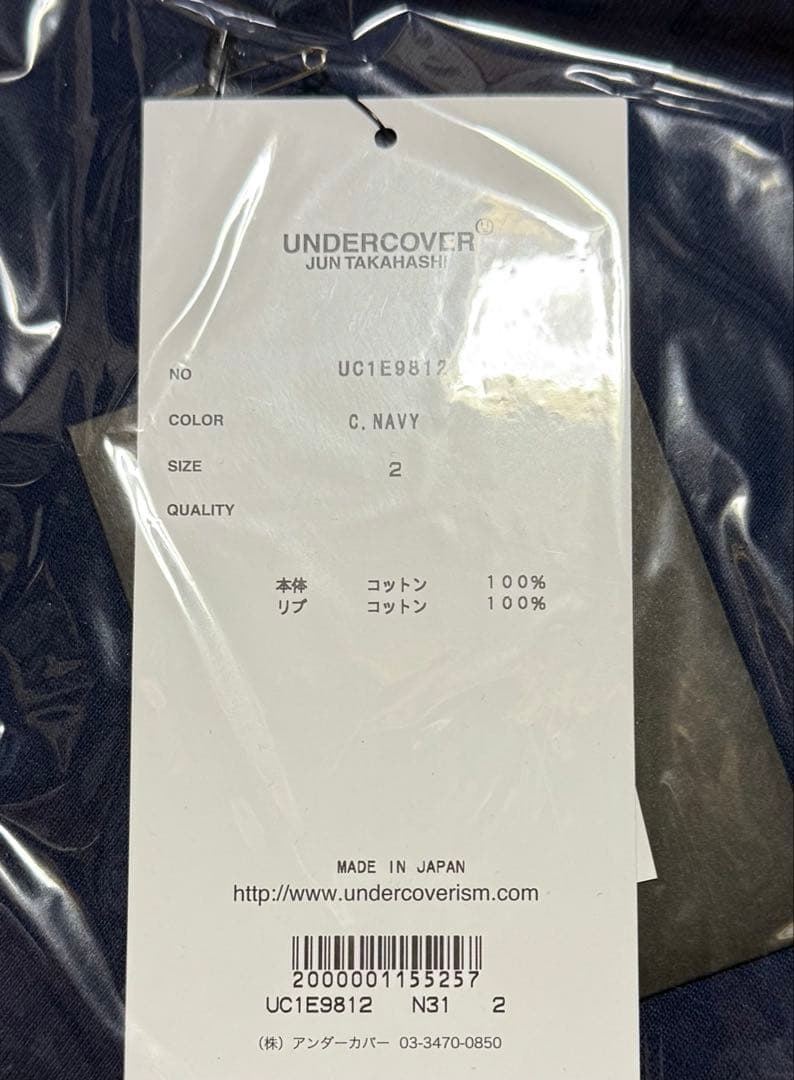 UNDERCOVER
JUN TAKAHASHI
NO UC1E9812
COLOR C.NAVY
SIZE 2
QUALITY
本体 コットン 100%
リブ コットン 100%
MADE IN JAPAN
http://www.undercoverism.com
2000001155257
UC1E9812 N31 2
(株) アンダーカバー 03-3470-0850